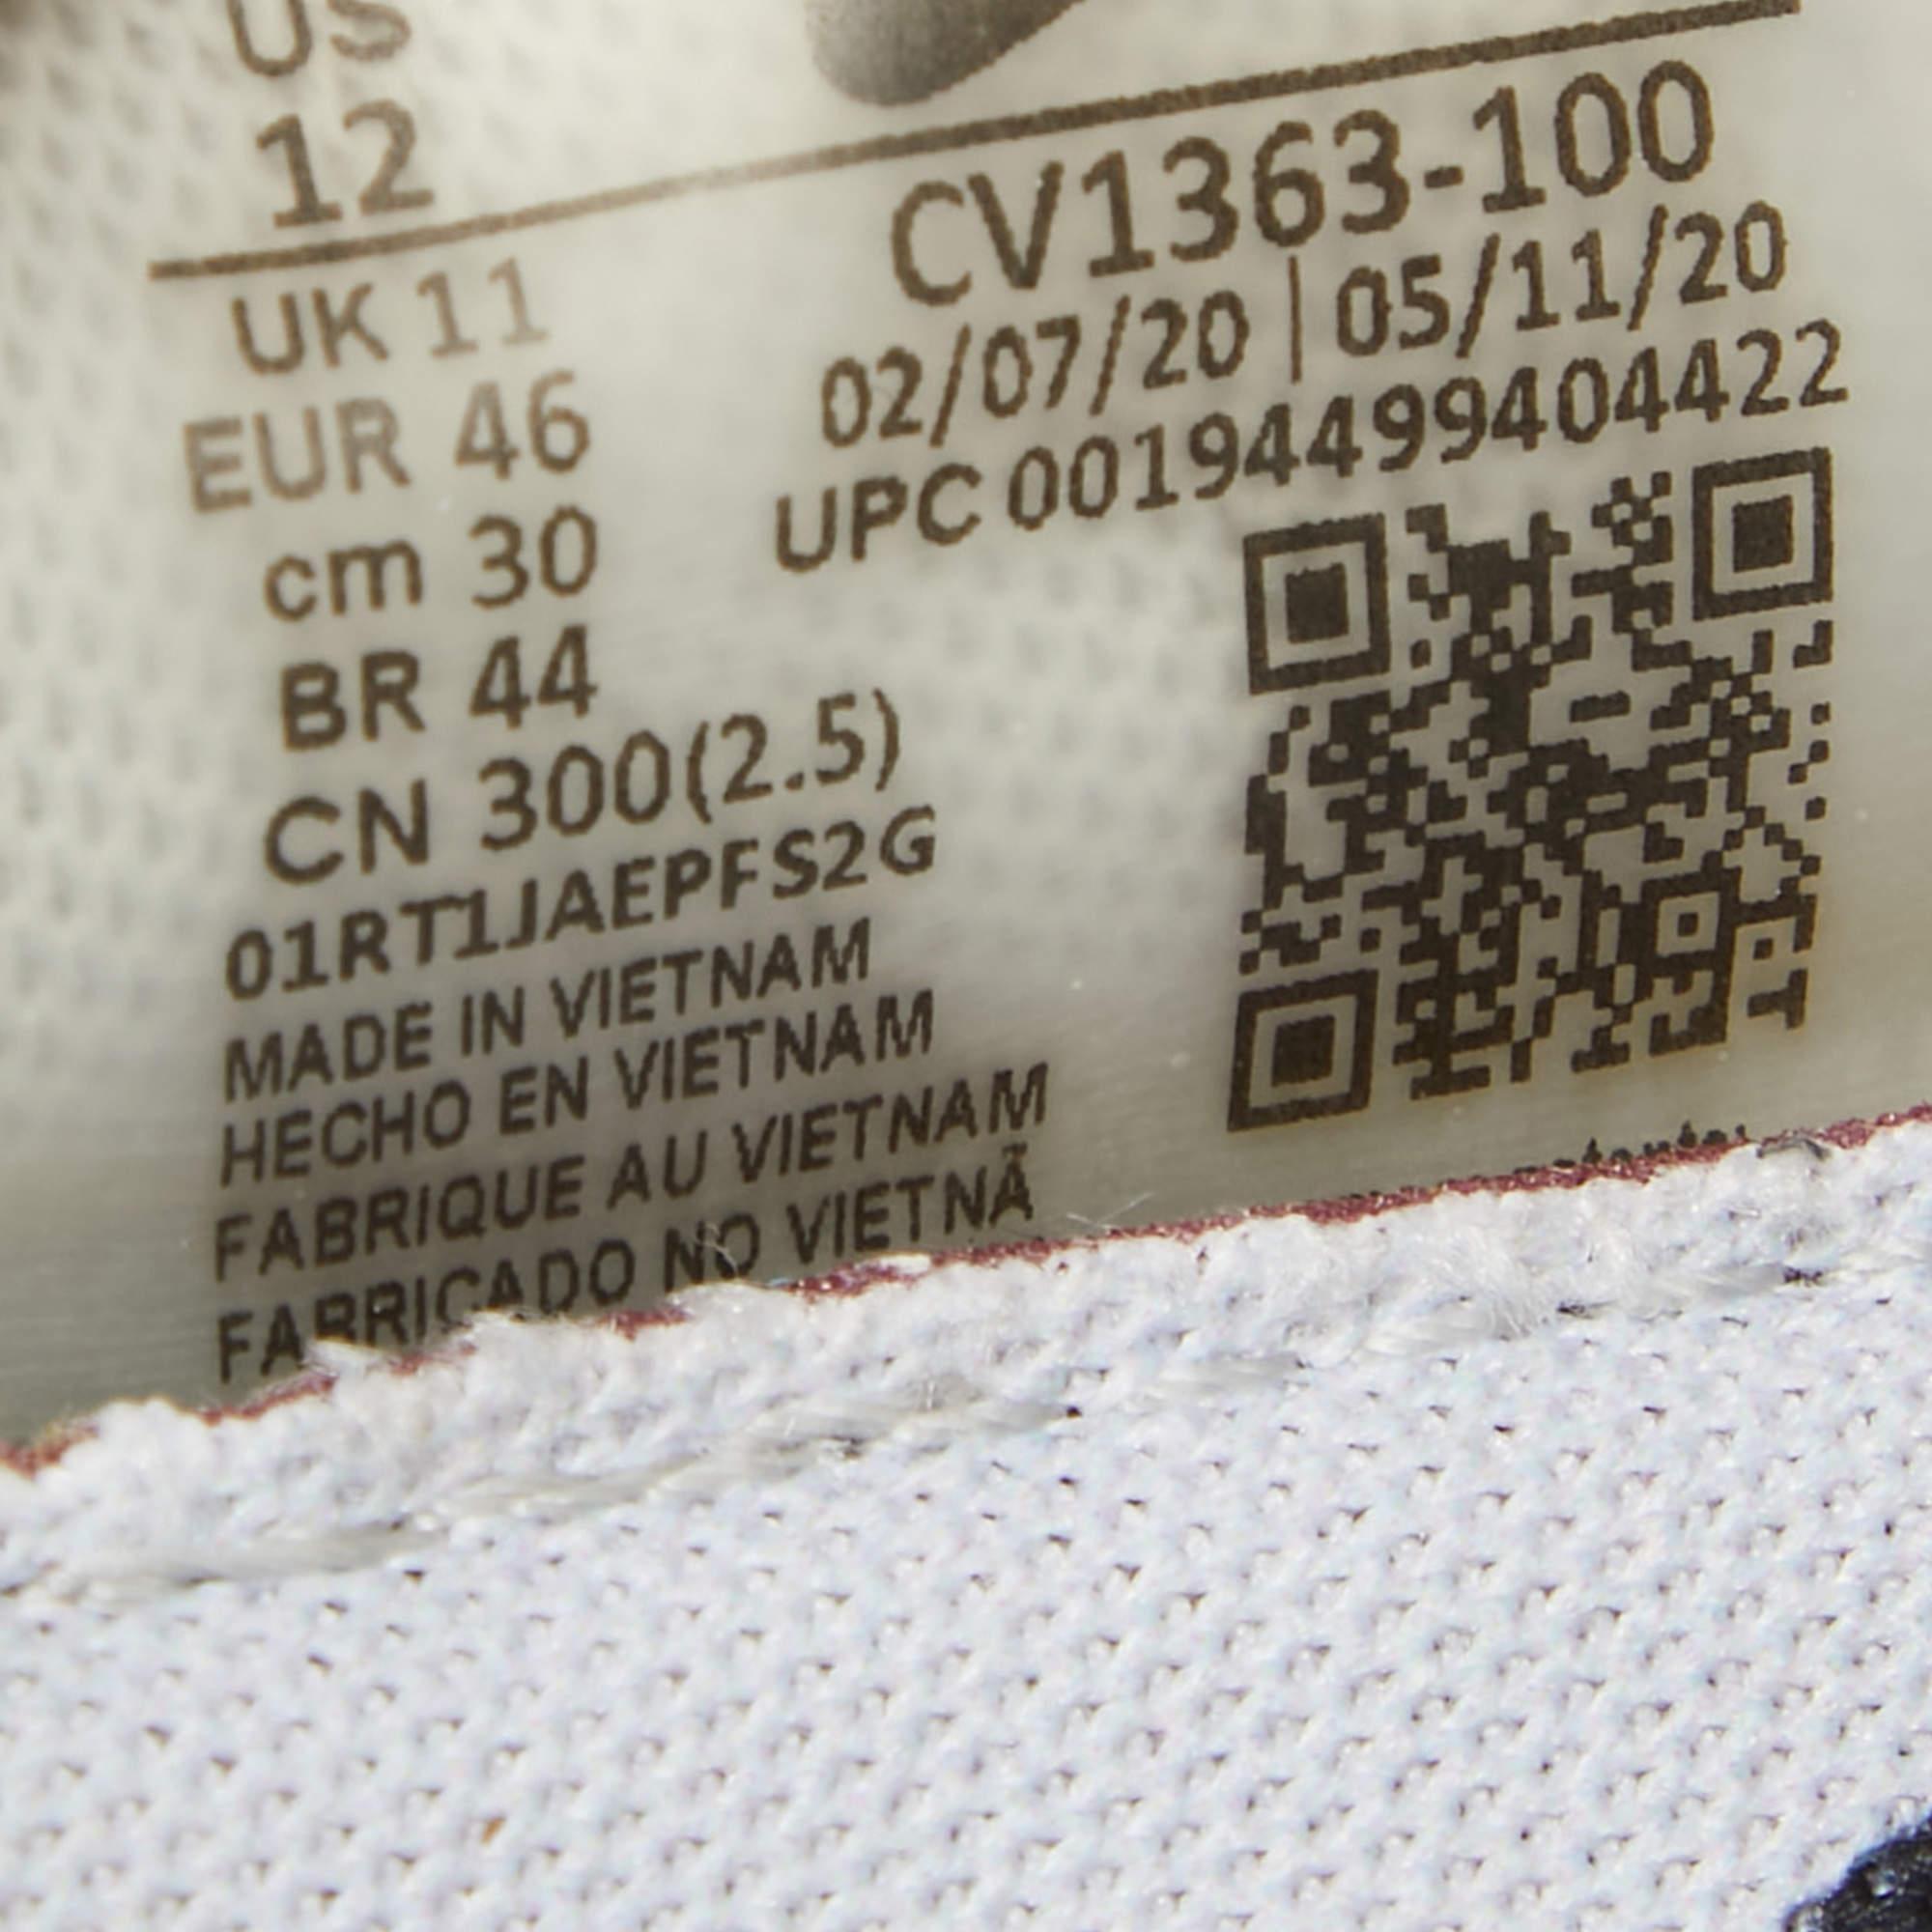 US
12
UK 11
EUR 46
cm 30
BR 44
CN 300(2.5)
01RT1JAEPFS2G
MADE IN VIETNAM
HECHO EN VIETNAM
FABRIQUE AU VIETNAM
FABRICADO NO VIETNÃ
CV1363-100
02/07/20 | 05/11/20
UPC 00194499404422